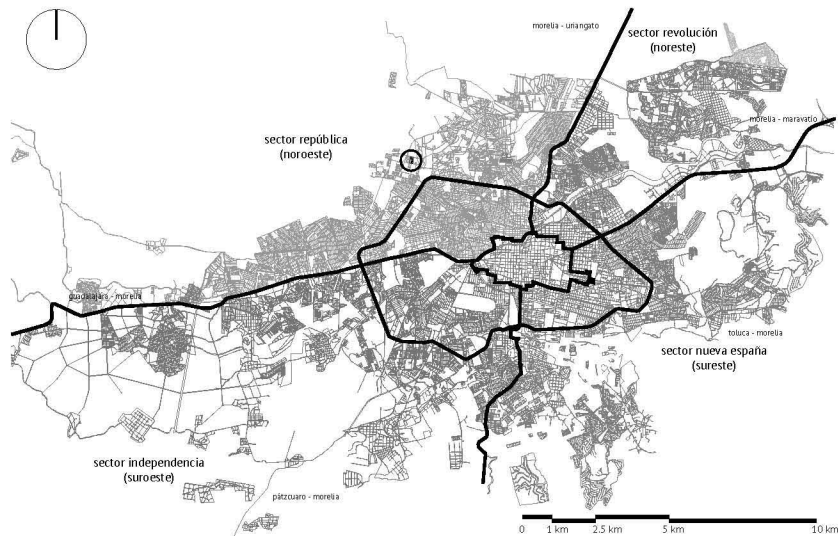 morelia - uriangato
sector revolución
(noreste)
morelia - maravatío
sector república
(noroeste)
guadalajara - morelia
toluca - morelia
sector nueva españa
(sureste)
sector independencia
(suroeste)
pátzcuaro - morelia
0 1 km 2.5 km 5 km 10 km